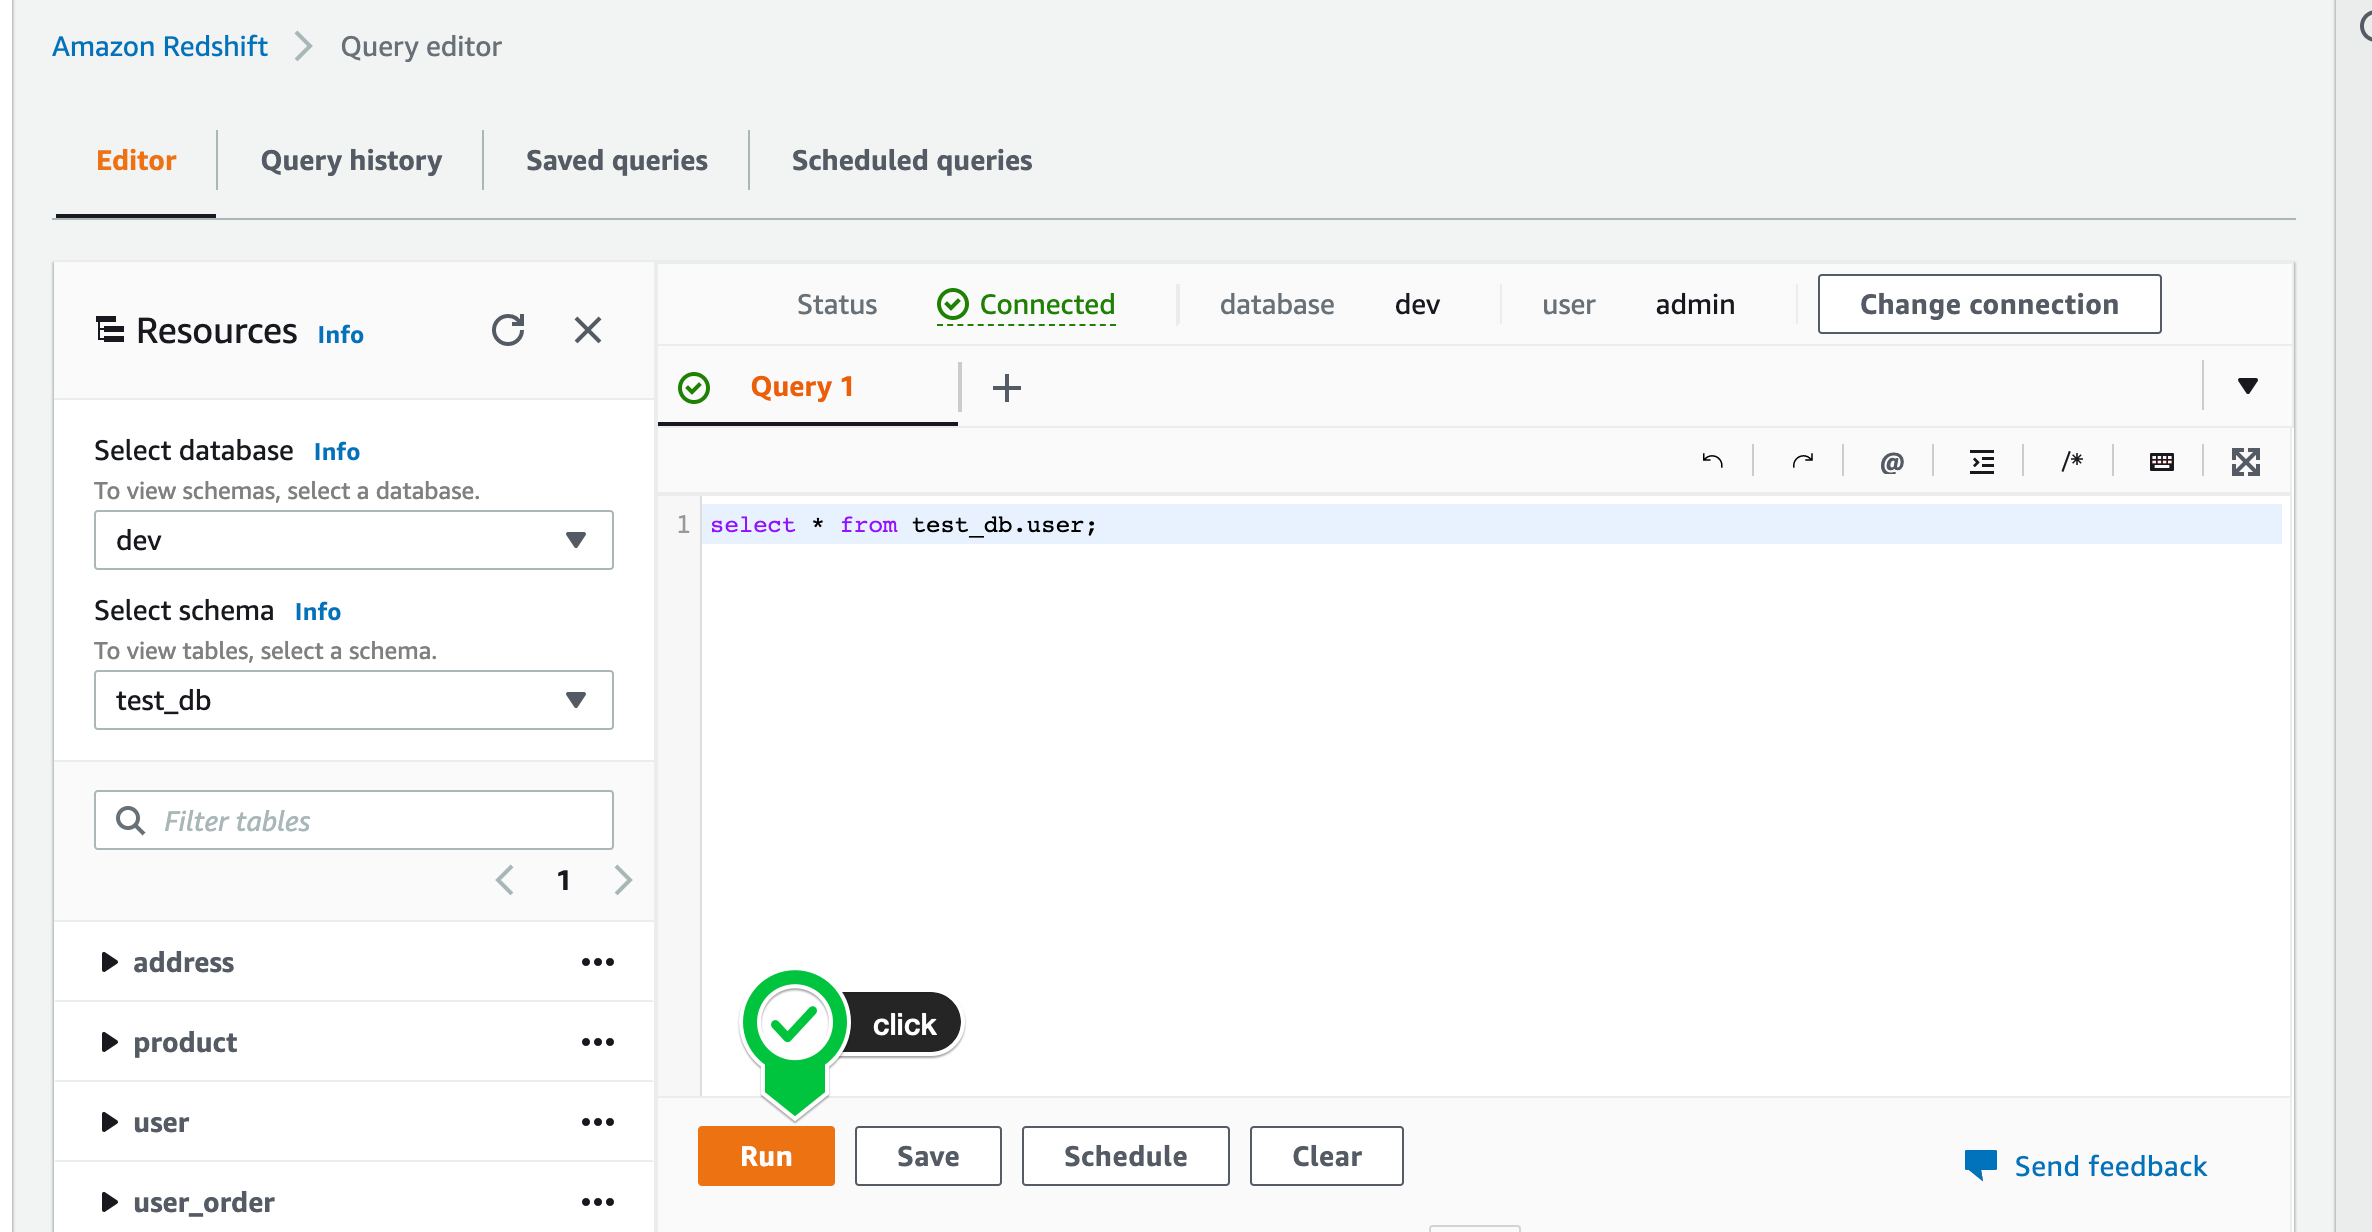 Amazon Redshift > Query editor
Editor Query history Saved queries Scheduled queries
Resources Info
Status Connected database dev user admin Change connection
Query 1 +
Select database Info
To view schemas, select a database.
dev
@ /*
1 select * from test_db.user;
Select schema Info
To view tables, select a schema.
test_db
Filter tables
< 1 >
address •••
product •••
user •••
user_order •••
click
Run Save Schedule Clear
Send feedback